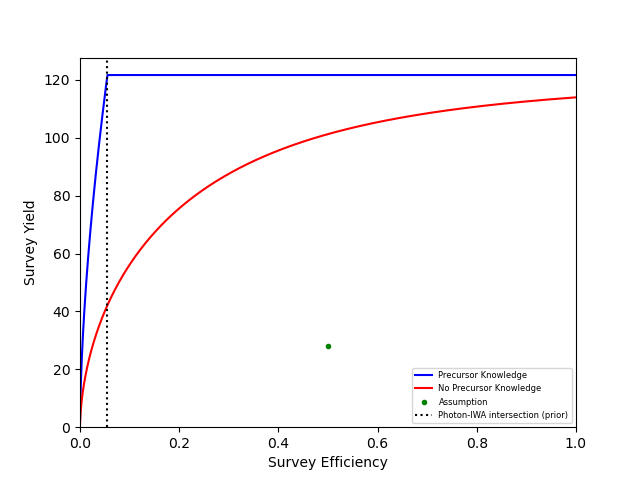 120
100
80
60
40
20
0
Survey Yield
0.0 0.2 0.4 0.6 0.8 1.0
Survey Efficiency
Precursor Knowledge
No Precursor Knowledge
Assumption
Photon-IWA intersection (prior)